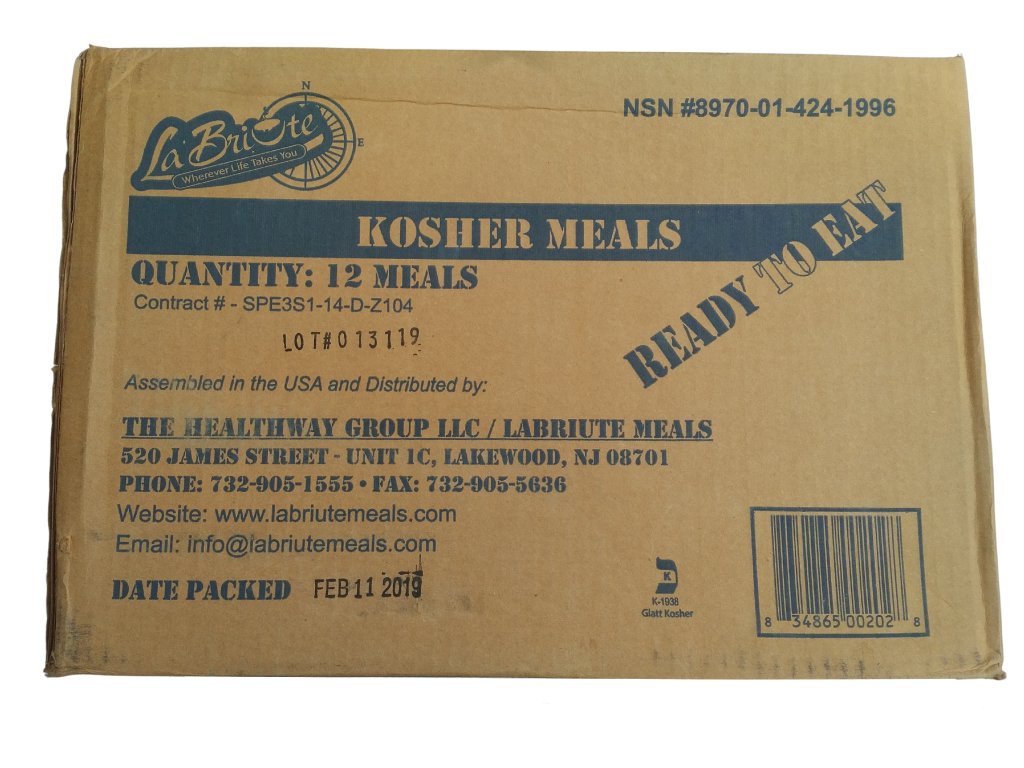 N
E
La Briute
Wherever Life Takes You
NSN #8970-01-424-1996
KOSHER MEALS
READY TO EAT
QUANTITY: 12 MEALS
Contract # - SPE3S1-14-D-Z104
LOT#013119
Assembled in the USA and Distributed by:
THE HEALTHWAY GROUP LLC / LABRIUTE MEALS
520 JAMES STREET - UNIT 1C, LAKEWOOD, NJ 08701
PHONE: 732-905-1555 • FAX: 732-905-5636
Website: www.labriutemeals.com
Email: info@labriutemeals.com
DATE PACKED FEB 11 2019
K
K-1938
Glatt Kosher
8 34865 00202 8